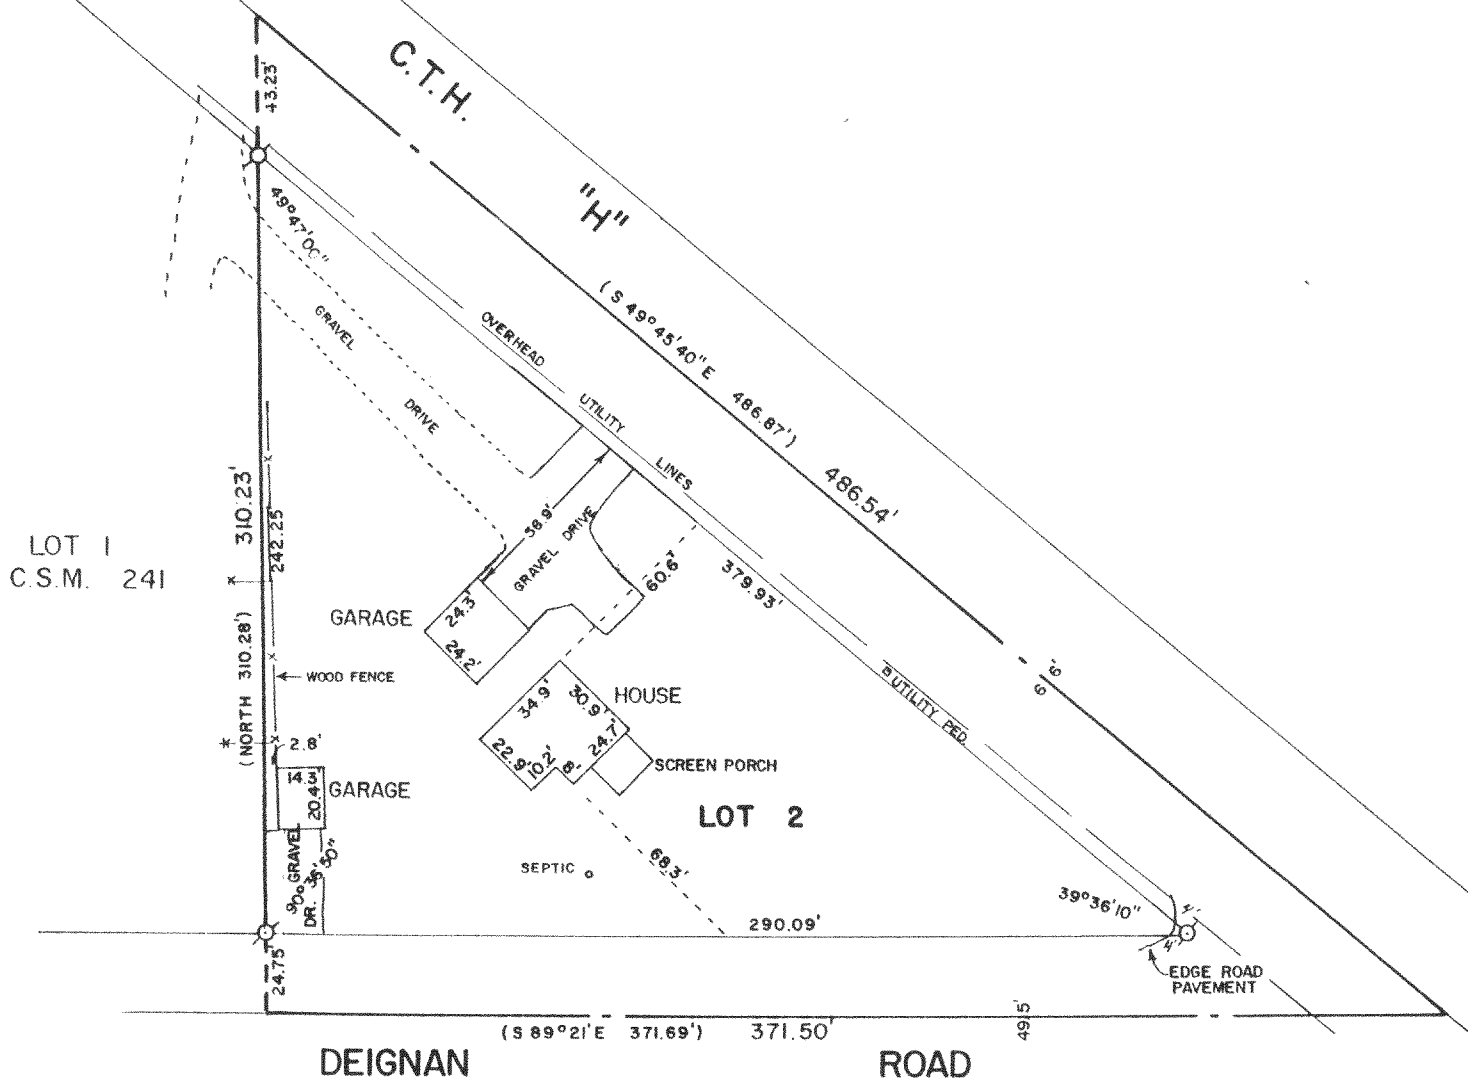 C.T.H.
"H"
43.23'
49°47'00"
GRAVEL
DRIVE
OVERHEAD
UTILITY
LINES
(S 49°45'40"E 486.87')
486.54'
310.23'
242.25'
(NORTH 310.28')
LOT 1
C.S.M. 241
38.9'
GRAVEL DRIVE
60.6'
379.93'
GARAGE
24.3'
24.2'
WOOD FENCE
HOUSE
34.9'
30.9'
22.9'
10.2'
8'
24.7'
SCREEN PORCH
UTILITY PED.
66'
2.8'
14.3'
20.4'
GARAGE
LOT 2
GRAVEL
DR.
SEPTIC
68.3'
290.09'
39°36'10"
4'
4'
EDGE ROAD
PAVEMENT
24.75'
(S 89°21'E 371.69')
371.50'
49.5'
DEIGNAN ROAD